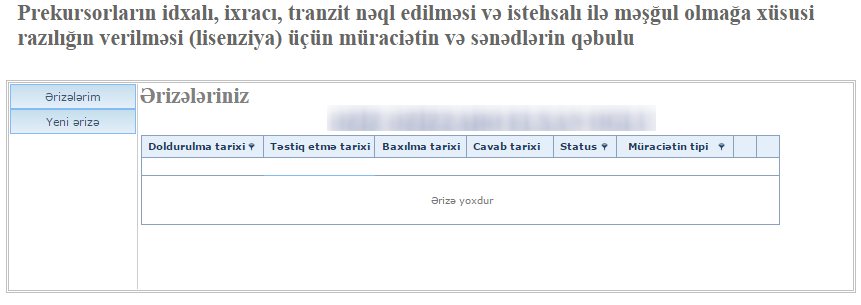 Prekursorların idxalı, ixracı, tranzit nəql edilməsi və istehsalı ilə məşğul olmağa xüsusi
razılığın verilməsi (lisenziya) üçün müraciətin və sənədlərin qəbulu
Ərizələrim
Yeni ərizə
Ərizələriniz
Doldurulma tarixi Təstiq etmə tarixi Baxılma tarixi Cavab tarixi Status Müraciətin tipi
Ərizə yoxdur